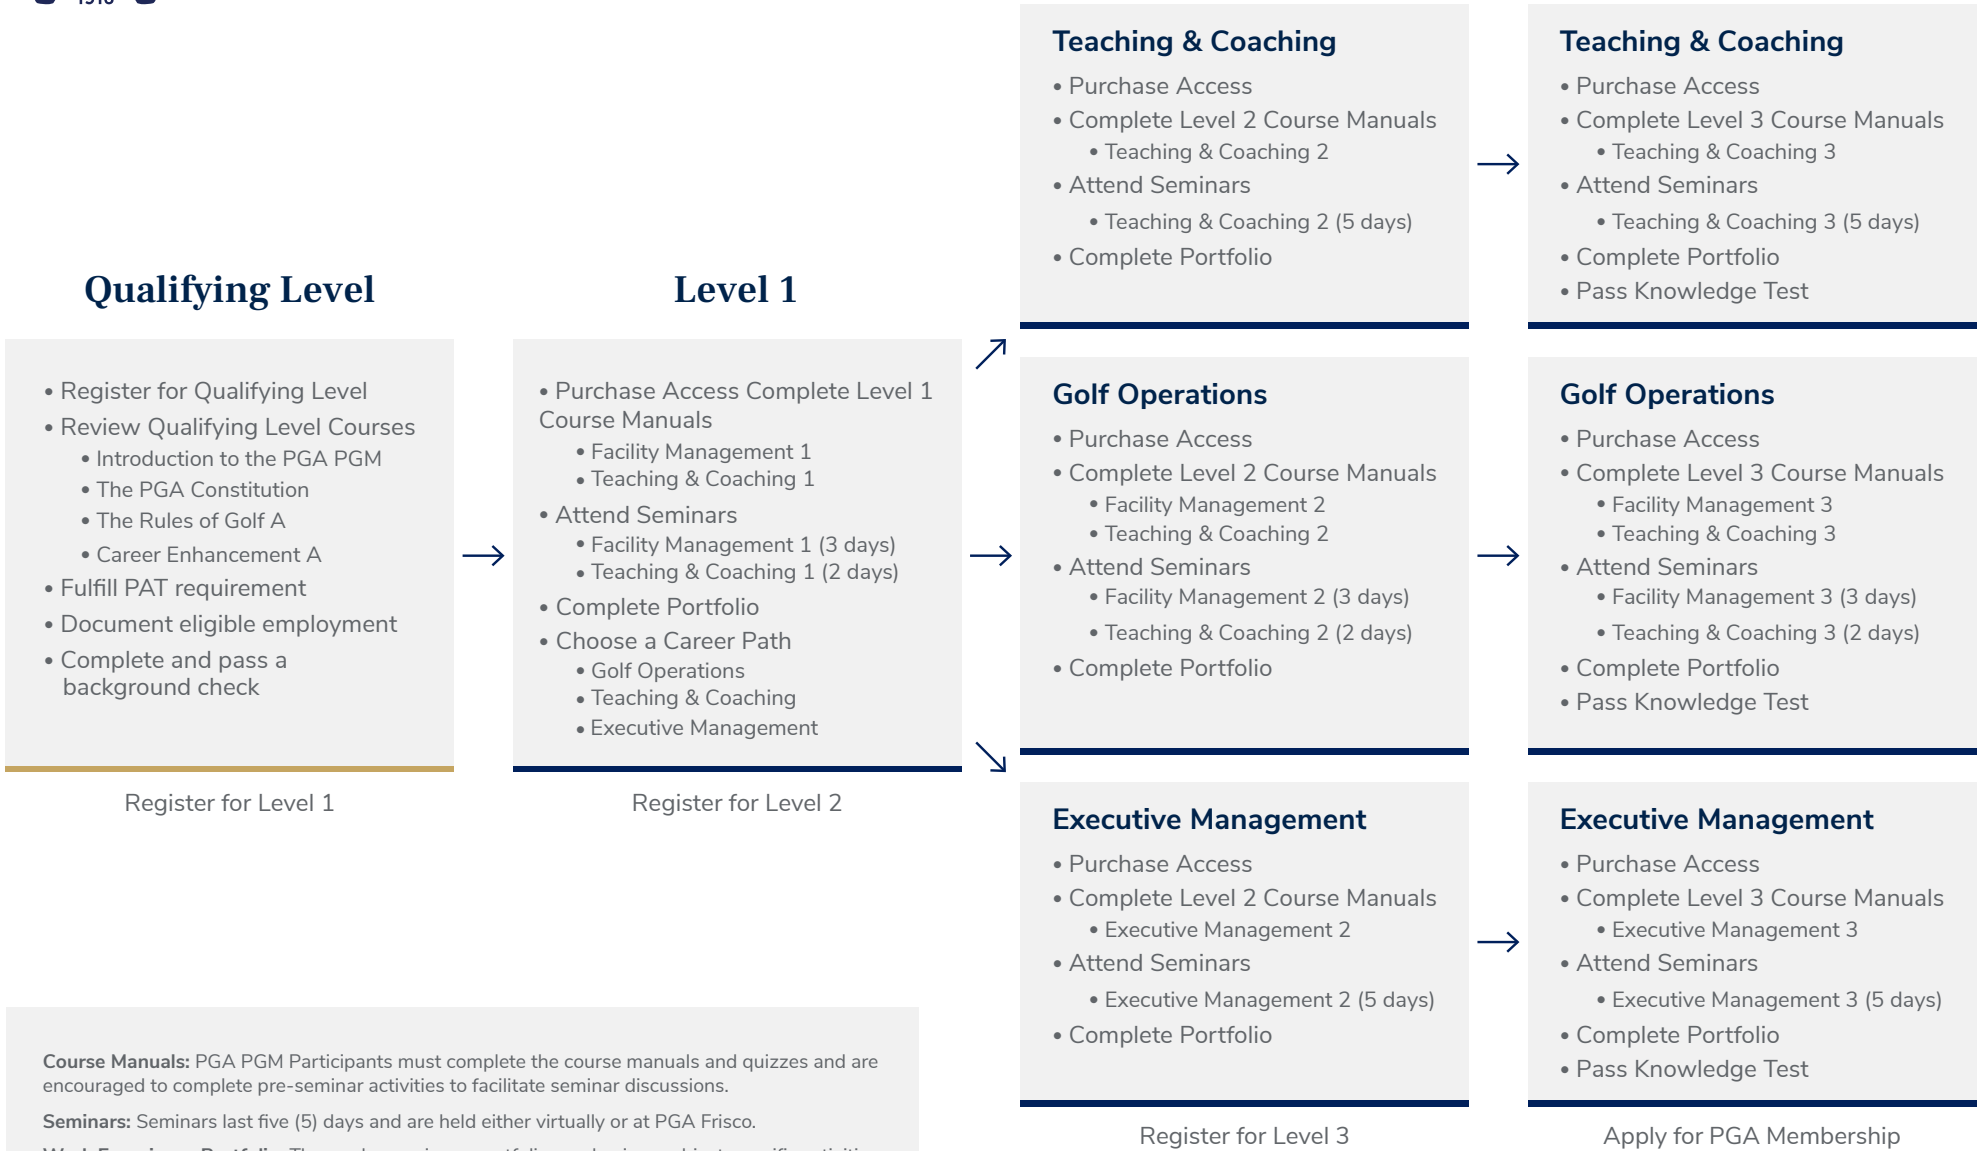 1916
Qualifying Level
• Register for Qualifying Level
• Review Qualifying Level Courses
• Introduction to the PGA PGM
• The PGA Constitution
• The Rules of Golf A
• Career Enhancement A
• Fulfill PAT requirement
• Document eligible employment
• Complete and pass a
background check
Register for Level 1
Level 1
• Purchase Access Complete Level 1
Course Manuals
• Facility Management 1
• Teaching & Coaching 1
• Attend Seminars
• Facility Management 1 (3 days)
• Teaching & Coaching 1 (2 days)
• Complete Portfolio
• Choose a Career Path
• Golf Operations
• Teaching & Coaching
• Executive Management
Register for Level 2
Teaching & Coaching
• Purchase Access
• Complete Level 2 Course Manuals
• Teaching & Coaching 2
• Attend Seminars
• Teaching & Coaching 2 (5 days)
• Complete Portfolio
Golf Operations
• Purchase Access
• Complete Level 2 Course Manuals
• Facility Management 2
• Teaching & Coaching 2
• Attend Seminars
• Facility Management 2 (3 days)
• Teaching & Coaching 2 (2 days)
• Complete Portfolio
Executive Management
• Purchase Access
• Complete Level 2 Course Manuals
• Executive Management 2
• Attend Seminars
• Executive Management 2 (5 days)
• Complete Portfolio
Register for Level 3
Teaching & Coaching
• Purchase Access
• Complete Level 3 Course Manuals
• Teaching & Coaching 3
• Attend Seminars
• Teaching & Coaching 3 (5 days)
• Complete Portfolio
• Pass Knowledge Test
Golf Operations
• Purchase Access
• Complete Level 3 Course Manuals
• Facility Management 3
• Teaching & Coaching 3
• Attend Seminars
• Facility Management 3 (3 days)
• Teaching & Coaching 3 (2 days)
• Complete Portfolio
• Pass Knowledge Test
Executive Management
• Purchase Access
• Complete Level 3 Course Manuals
• Executive Management 3
• Attend Seminars
• Executive Management 3 (5 days)
• Complete Portfolio
• Pass Knowledge Test
Apply for PGA Membership
Course Manuals: PGA PGM Participants must complete the course manuals and quizzes and are
encouraged to complete pre-seminar activities to facilitate seminar discussions.
Seminars: Seminars last five (5) days and are held either virtually or at PGA Frisco.